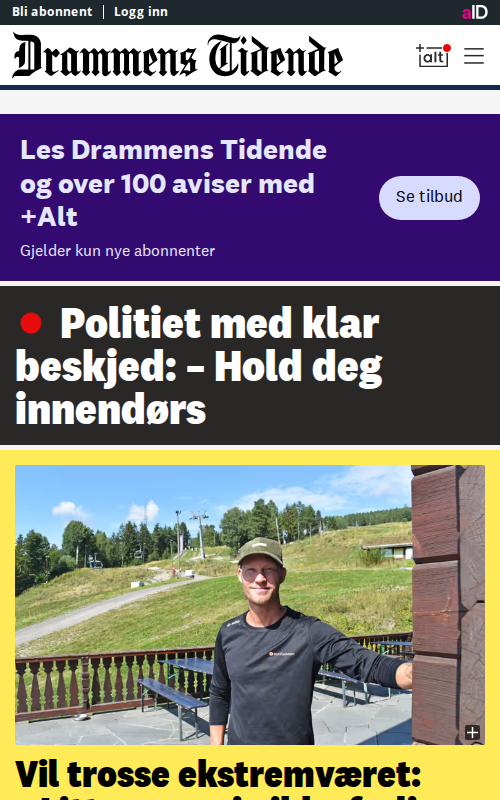 Bli abonnent | Logg inn
aID
Drammens Tidende
+alt
Les Drammens Tidende
og over 100 aviser med
+Alt
Se tilbud
Gjelder kun nye abonnenter
Politiet med klar
beskjed: – Hold deg
innendørs
Vil trosse ekstremværet: